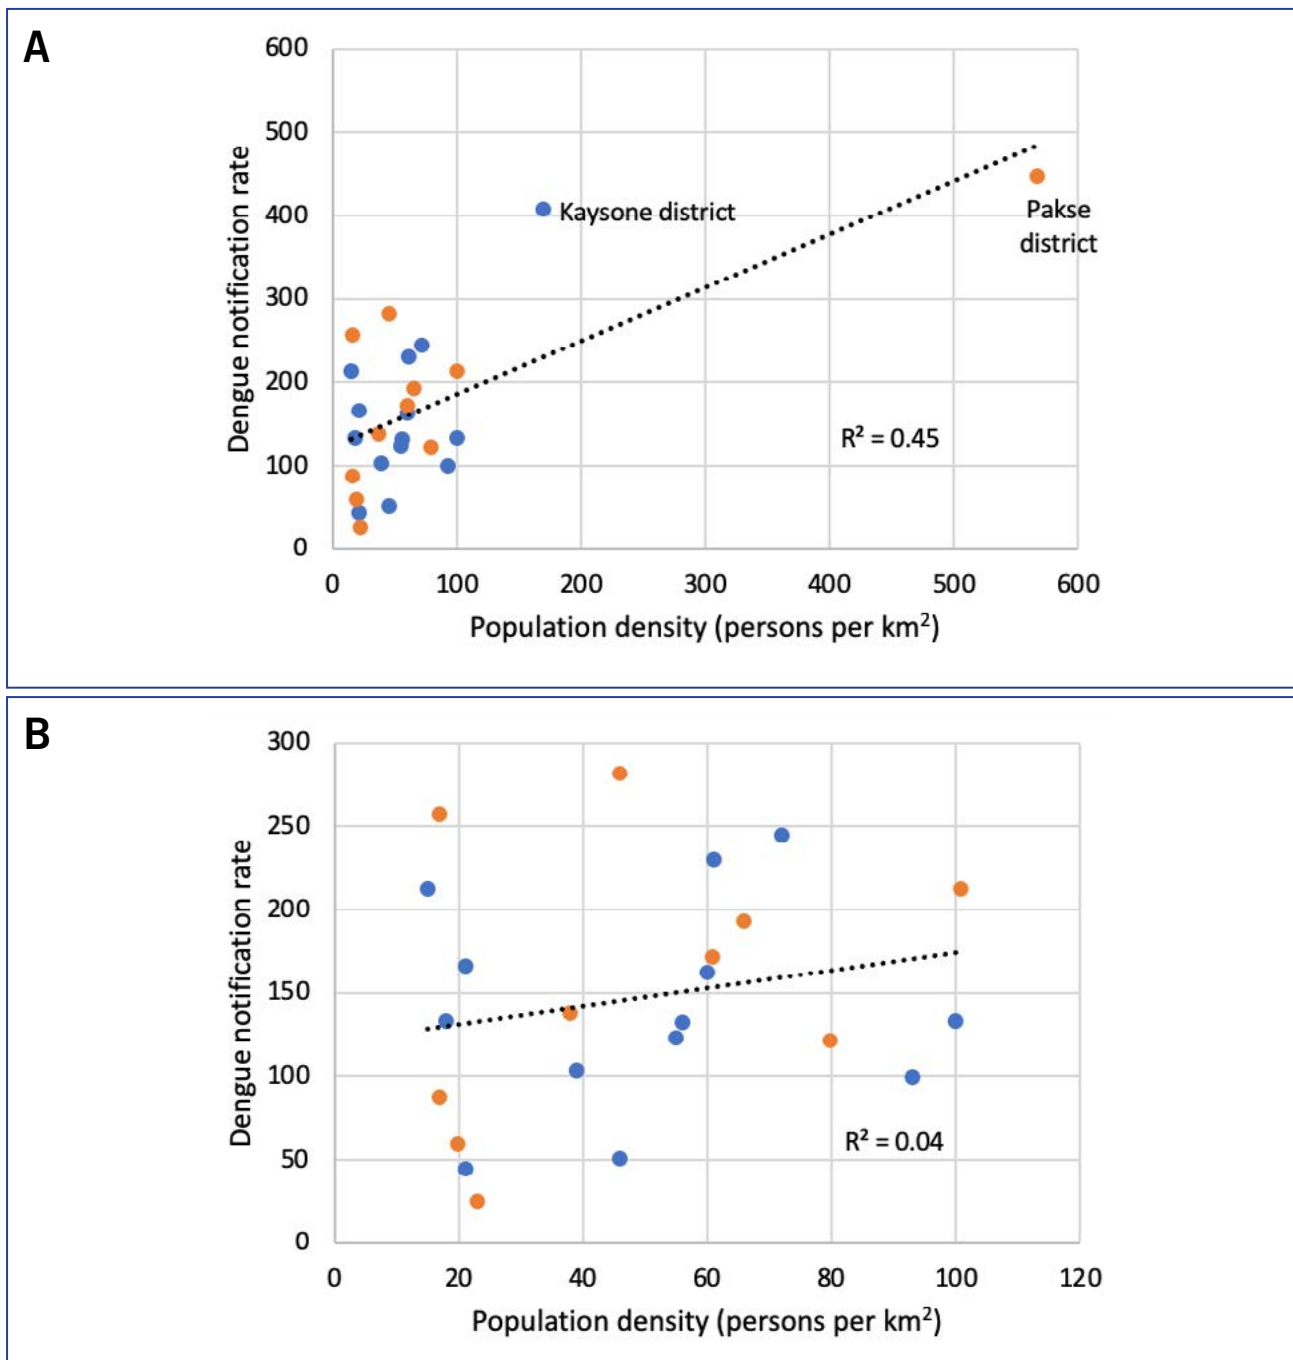 A
600
500
400
300
200
100
0
Dengue notification rate
Kaysone district
Pakse
district
R² = 0.45
0 100 200 300 400 500 600
Population density (persons per km²)
B
300
250
200
150
100
50
0
Dengue notification rate
R² = 0.04
0 20 40 60 80 100 120
Population density (persons per km²)